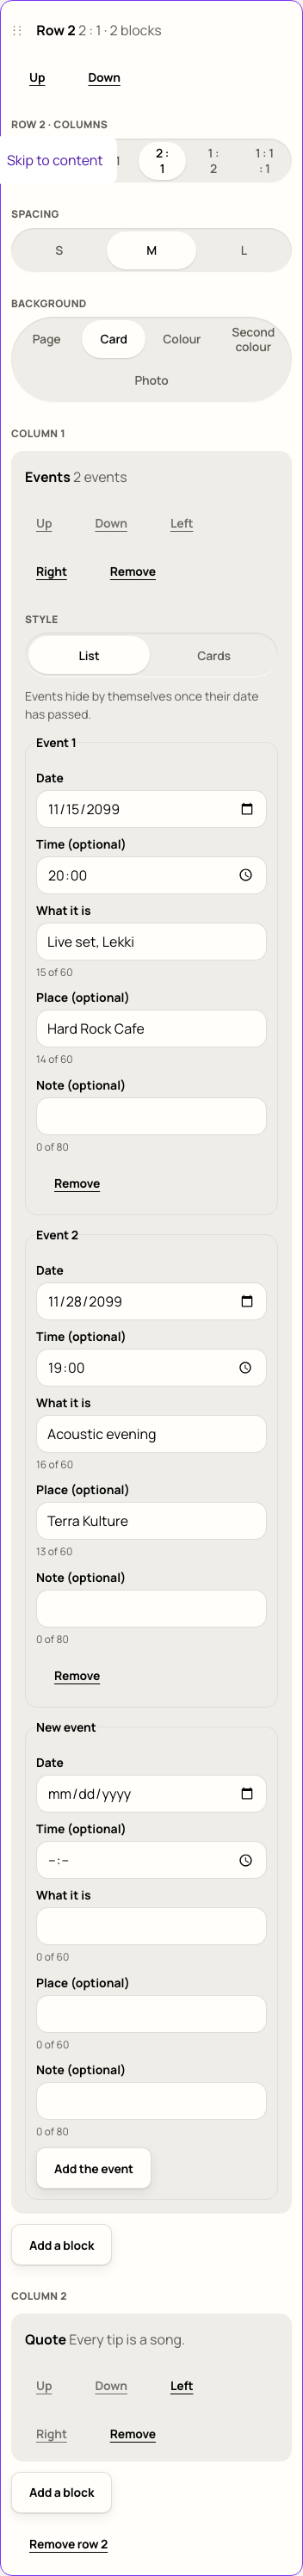 Row 2 2 : 1 · 2 blocks
Up Down
ROW 2 · COLUMNS
Skip to content 1 2 : 1 1 : 2 1 : 1 : 1
SPACING
S M L
BACKGROUND
Page Card Colour Second colour
Photo
COLUMN 1
Events 2 events
Up Down Left
Right Remove
STYLE
List Cards
Events hide by themselves once their date
has passed.
Event 1
Date
11/15/2099
Time (optional)
20:00
What it is
Live set, Lekki
15 of 60
Place (optional)
Hard Rock Cafe
14 of 60
Note (optional)
0 of 80
Remove
Event 2
Date
11/28/2099
Time (optional)
19:00
What it is
Acoustic evening
16 of 60
Place (optional)
Terra Kulture
13 of 60
Note (optional)
0 of 80
Remove
New event
Date
mm/dd/yyyy
Time (optional)
--:--
What it is
0 of 60
Place (optional)
0 of 60
Note (optional)
0 of 80
Add the event
Add a block
COLUMN 2
Quote Every tip is a song.
Up Down Left
Right Remove
Add a block
Remove row 2